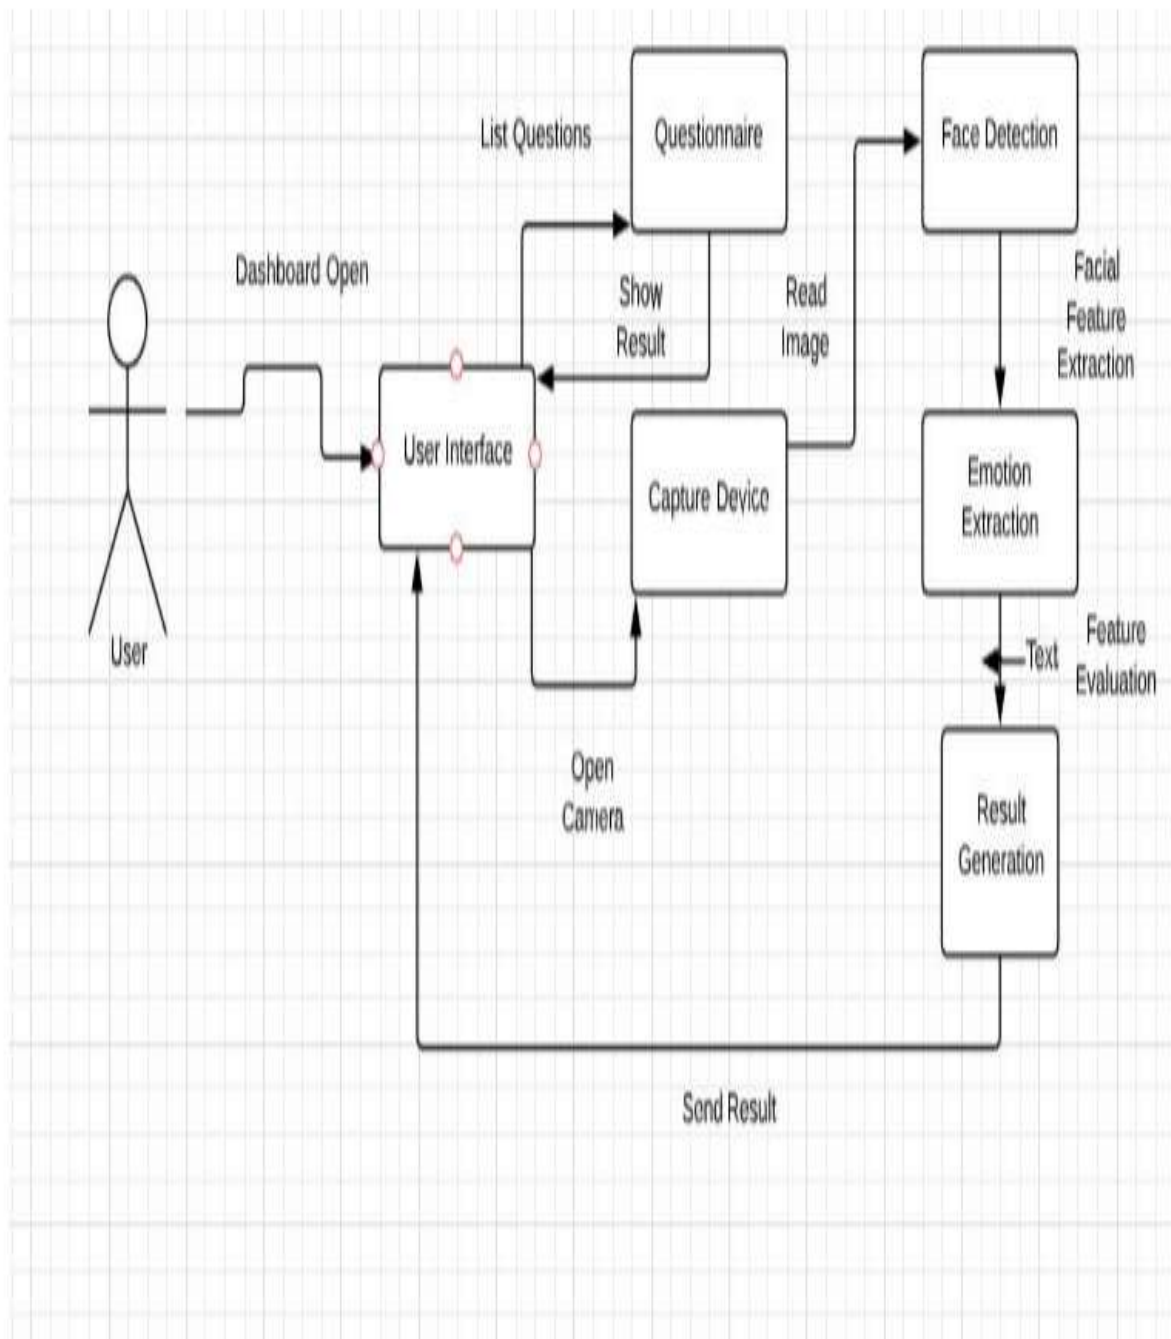 List Questions
Questionnaire
Face Detection
Dashboard Open
Show
Result
Read
Image
Facial
Feature
Extraction
User Interface
Capture Device
Emotion
Extraction
User
Text
Feature
Evaluation
Open
Camera
Result
Generation
Send Result